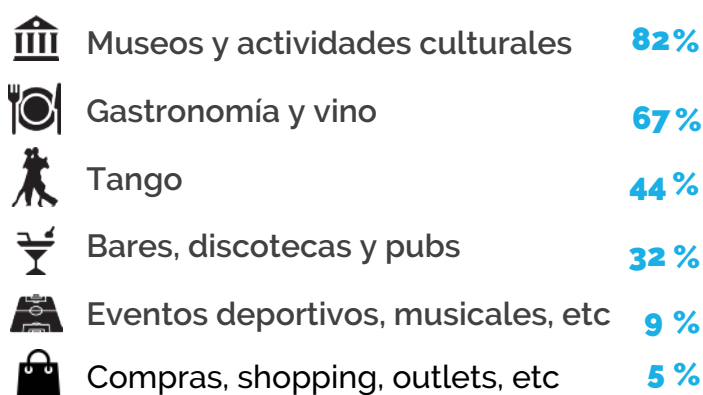 Museos y actividades culturales 82%
Gastronomía y vino 67%
Tango 44 %
Bares, discotecas y pubs 32 %
Eventos deportivos, musicales, etc 9 %
Compras, shopping, outlets, etc 5 %